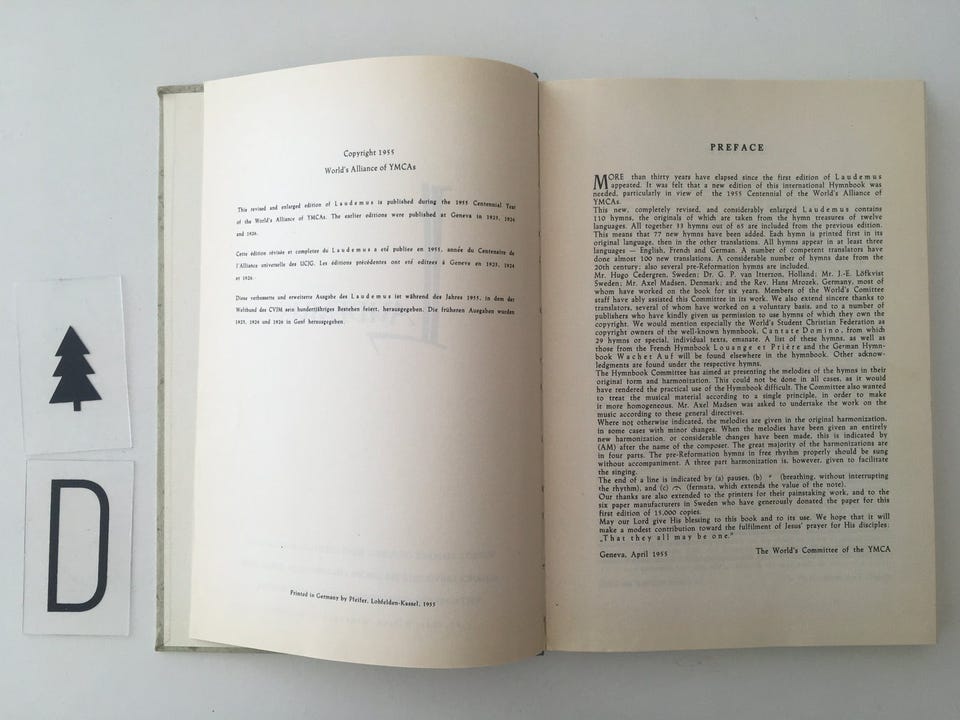 D
Copyright 1955
World's Alliance of YMCAs
This revised and enlarged edition of Laudemus is published during the 1955 Centennial Year
of the World's Alliance of YMCAs. The earlier editions were published at Geneva in 1923, 1924
and 1926.
Cette édition révisée et completée du Laudemus a été publiée en 1955, année du Centenaire de
l'Alliance universelle des UCJG. Les éditions précédentes ont été editées à Geneva en 1923, 1924
et 1926.
Diese verbesserte und erweiterte Ausgabe des Laudemus ist während des Jahres 1955, in dem der
Weltbund des CVJM sein hundertjähriges Bestehen feiert, herausgegeben. Die früheren Ausgaben wurden
1923, 1924 und 1926 in Genf herausgegeben.
Printed in Germany by Pfeifer, Lohfelden-Kassel, 1955
PREFACE
MORE than thirty years have elapsed since the first edition of Laudemus
appeared. It was felt that a new edition of this international Hymnbook was
needed, particularly in view of the 1955 Centennial of the World's Alliance of
YMCAs.
This new, completely revised, and considerably enlarged Laudemus contains
110 hymns, the originals of which are taken from the hymn treasures of twelve
languages. All together 33 hymns out of 65 are included from the previous edition.
This means that 77 new hymns have been added. Each hymn is printed first in its
original language, then in the other translations. All hymns appear in at least three
languages — English, French and German. A number of competent translators have
done almost 100 new translations. A considerable number of hymns date from the
20th century; also several pre-Reformation hymns are included.
Mr. Hugo Cedergren, Sweden; Dr. G. P. van Itterzon, Holland; Mr. J.-E. Löfkvist
Sweden; Mr. Axel Madsen, Denmark; and the Rev. Hans Mrozek, Germany, most of
whom have worked on the book for six years. Members of the World's Comittee
staff have ably assisted this Committee in its work. We also extend sincere thanks to
translators, several of whom have worked on a voluntary basis, and to a number of
publishers who have kindly given us permission to use hymns of which they own the
copyright. We would mention especially the World's Student Christian Federation as
copyright owners of the well-known hymnbook, Cantate Domino, from which
29 hymns or special, individual texts, emanate. A list of these hymns, as well as
those from the French Hymnbook Louange et Prière and the German Hymn-
book Wachet Auf will be found elsewhere in the hymnbook. Other acknow-
ledgments are found under the respective hymns.
The Hymnbook Committee has aimed at presenting the melodies of the hymns in their
original form and harmonization. This could not be done in all cases, as it would
have rendered the practical use of the Hymnbook difficult. The Committee also wanted
to treat the musical material according to a single principle, in order to make
it more homogeneous. Mr. Axel Madsen was asked to undertake the work on the
music according to these general directives.
Where not otherwise indicated, the melodies are given in the original harmonization,
in some cases with minor changes. When the melodies have been given an entirely
new harmonization, or considerable changes have been made, this is indicated by
(AM) after the name of the composer. The great majority of the harmonizations are
in four parts. The pre-Reformation hymns in free rhythm properly should be sung
without accompaniment. A three part harmonization is, however, given to facilitate
the singing.
The end of a line is indicated by (a) pauses, (b) " (breathing, without interrupting
the rhythm), and (c) 𝄐 (fermata, which extends the value of the note).
Our thanks are also extended to the printers for their painstaking work, and to the
six paper manufacturers in Sweden who have generously donated the paper for this
first edition of 15,000 copies.
May our Lord give His blessing to this book and to its use. We hope that it will
make a modest contribution toward the fulfilment of Jesus' prayer for His disciples:
„That they all may be one."
Geneva, April 1955 The World's Committee of the YMCA